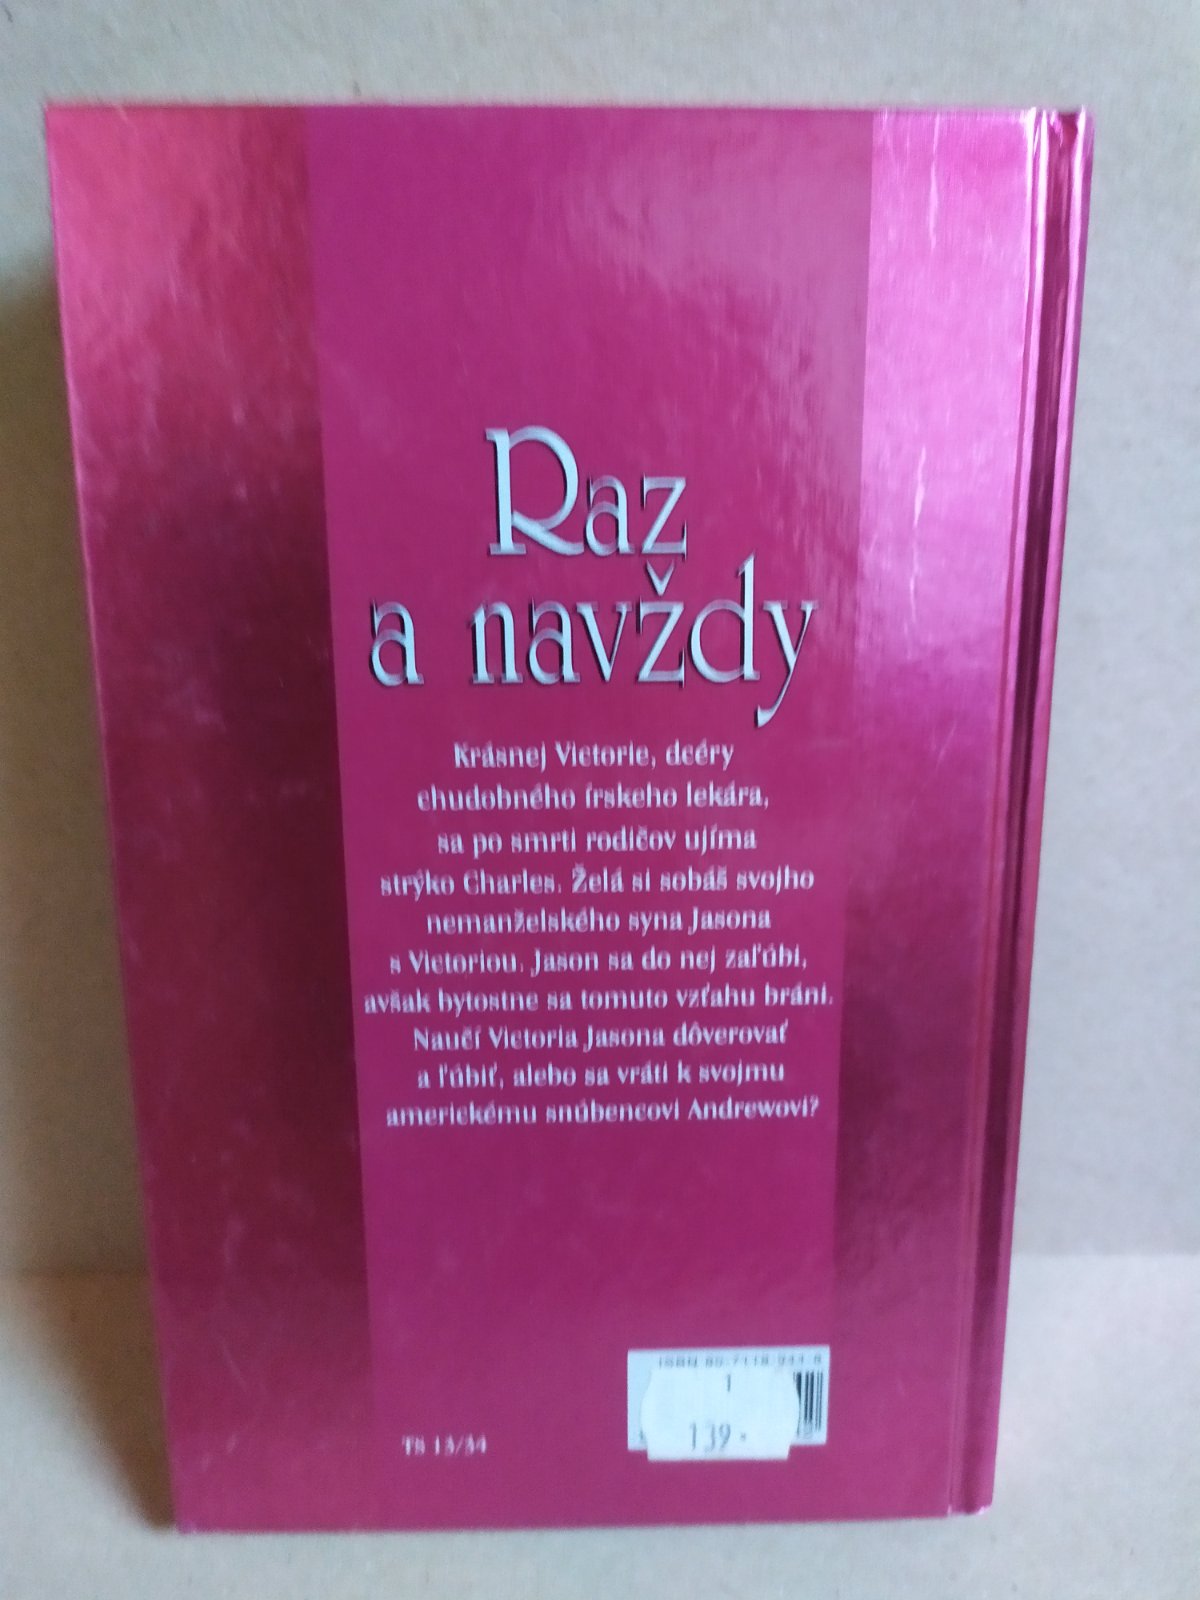 Raz
a navždy
Krásnej Victorie, dcéry
chudobného írskeho lekára,
sa po smrti rodičov ujíma
strýko Charles. Želá si sobáš svojho
nemanželského syna Jasona
s Victoriou. Jason sa do nej zaľúbi,
avšak bytostne sa tomuto vzťahu bráni.
Naučí Victoria Jasona dôverovať
a ľúbiť, alebo sa vráti k svojmu
americkému snúbencovi Andrewovi?
ISBN
1
139
TS 13/34